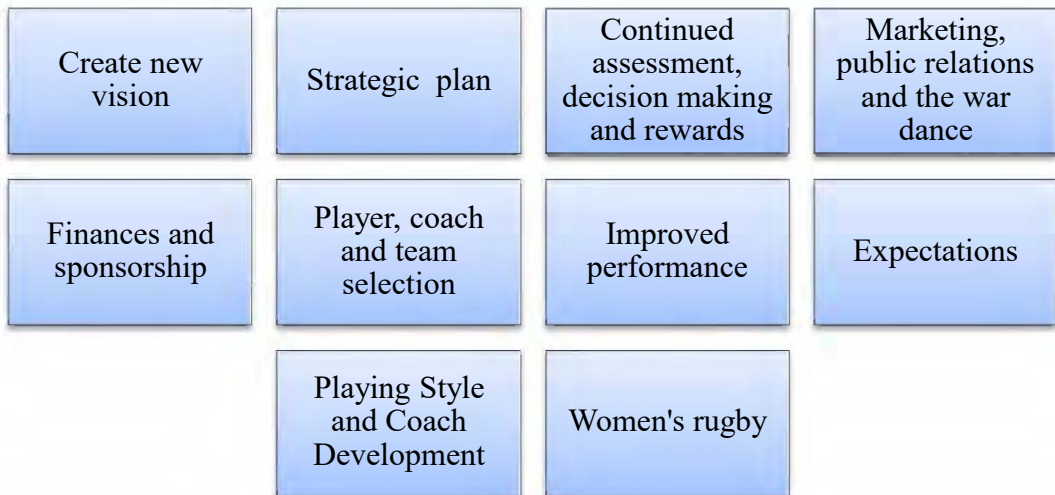 Create new
vision
Strategic plan
Continued
assessment,
decision making
and rewards
Marketing,
public relations
and the war
dance
Finances and
sponsorship
Player, coach
and team
selection
Improved
performance
Expectations
Playing Style
and Coach
Development
Women's rugby